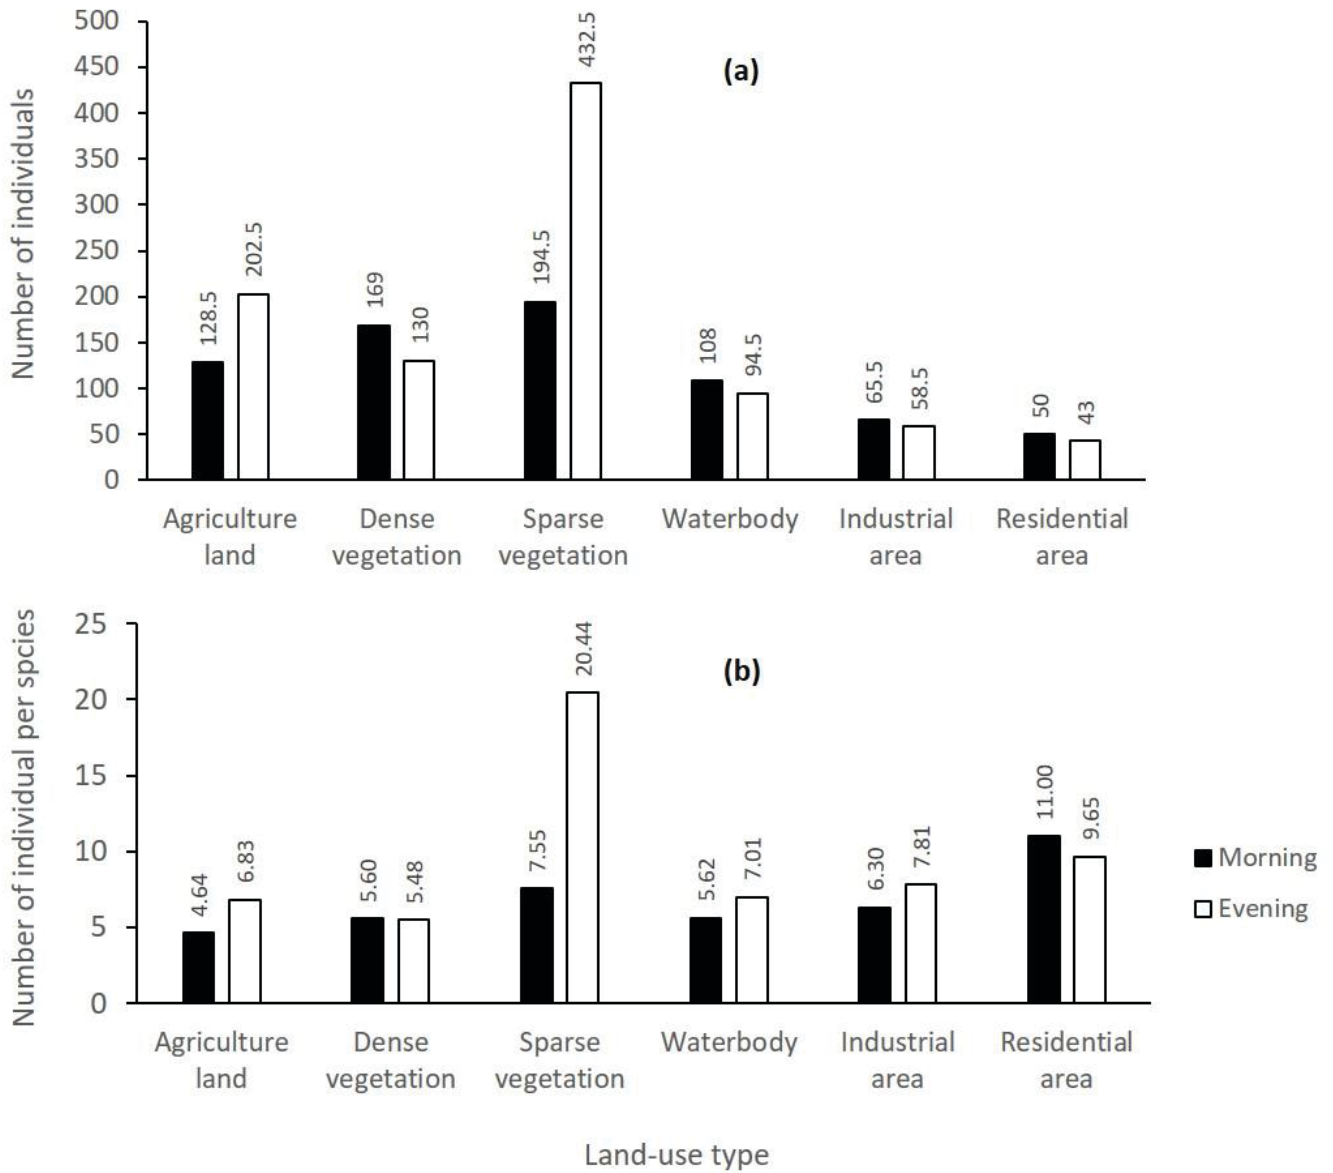 Number of individuals
500
450
400
350
300
250
200
150
100
50
0
(a)
128.5
202.5
169
130
194.5
432.5
108
94.5
65.5
58.5
50
43
Agriculture
land
Dense
vegetation
Sparse
vegetation
Waterbody
Industrial
area
Residential
area
Number of individual per spcies
25
20
15
10
5
0
(b)
4.64
6.83
5.60
5.48
7.55
20.44
5.62
7.01
6.30
7.81
11.00
9.65
Morning
Evening
Agriculture
land
Dense
vegetation
Sparse
vegetation
Waterbody
Industrial
area
Residential
area
Land-use type